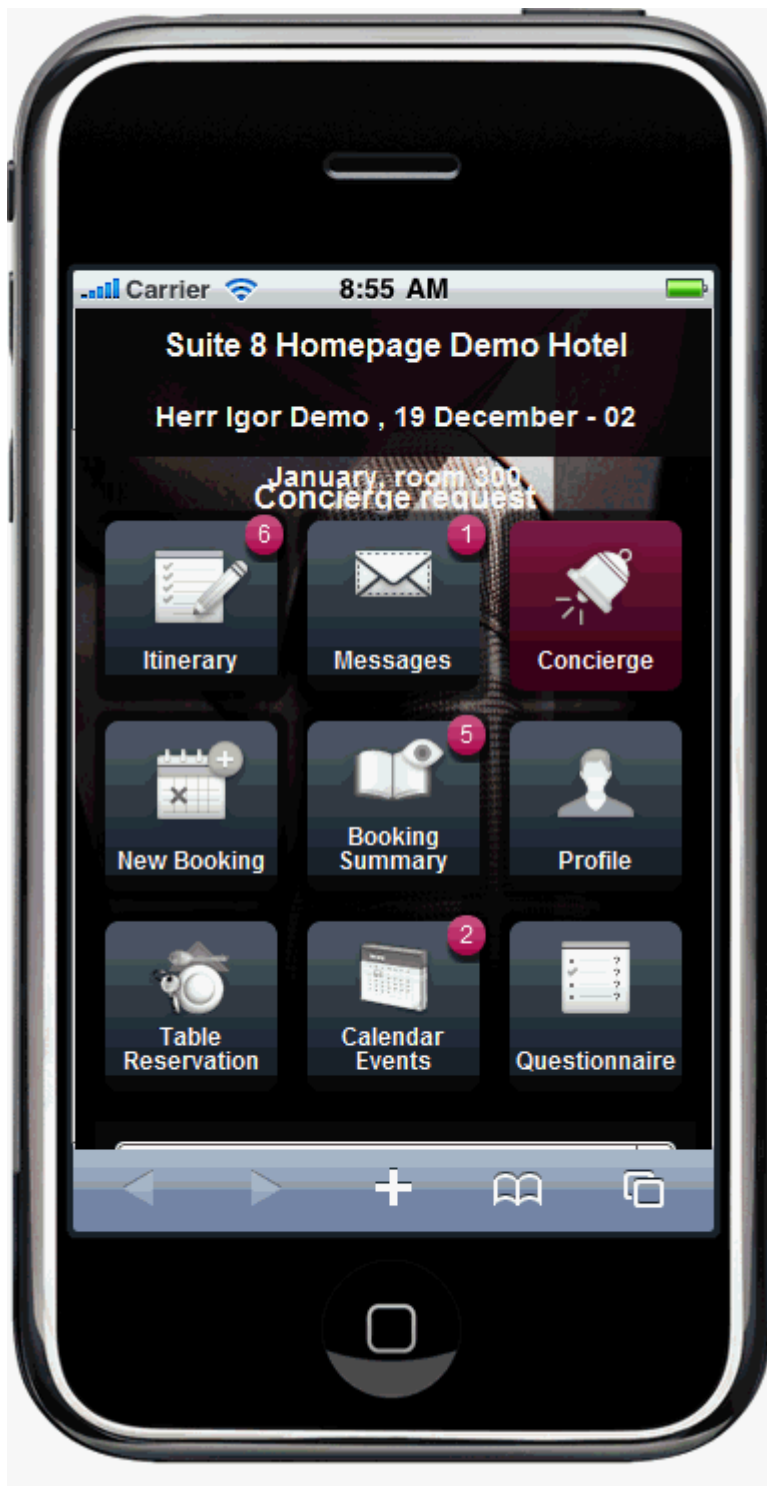 Carrier 8:55 AM
Suite 8 Homepage Demo Hotel
Herr Igor Demo , 19 December - 02
January, room 300
Concierge request
6 1
Itinerary Messages Concierge
5
New Booking Booking Summary Profile
2
Table Reservation Calendar Events Questionnaire